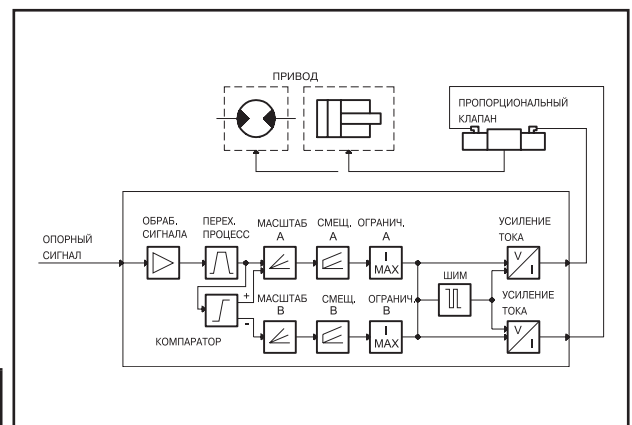 ПРИВОД
ПРОПОРЦИОНАЛЬНЫЙ
КЛАПАН
ОПОРНЫЙ
СИГНАЛ
ОБРАБ.
СИГНАЛА
ПЕРЕХ.
ПРОЦЕСС
МАСШТАБ
A
СМЕЩ.
A
ОГРАНИЧ.
A
I
MAX
УСИЛЕНИЕ
ТОКА
V
I
ШИМ
+
-
КОМПАРАТОР
МАСШТАБ
B
СМЕЩ.
B
ОГРАНИЧ.
B
I
MAX
УСИЛЕНИЕ
ТОКА
V
I